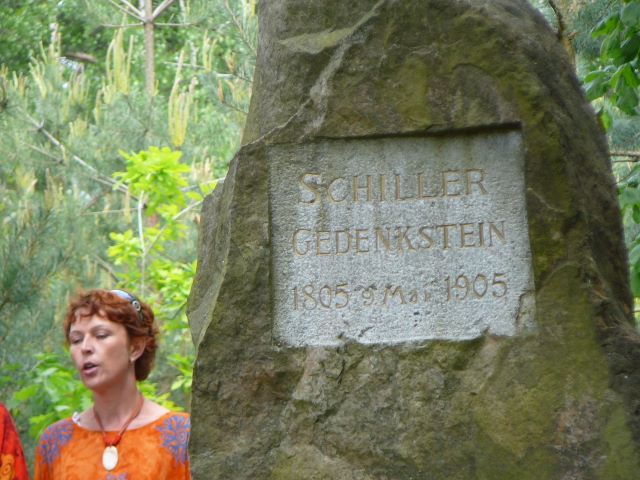 SCHILLER
GEDENKSTEIN
1805 9 Mai 1905